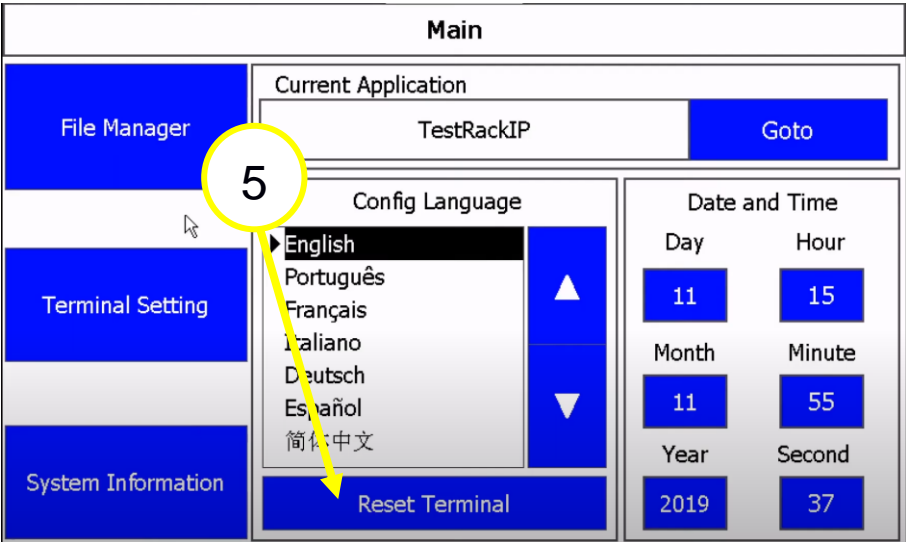 Main
File Manager
Current Application
TestRackIP
Goto
5
Terminal Setting
Config Language
English
Português
Français
Italiano
Deutsch
Español
简体中文
Date and Time
Day Hour
11 15
Month Minute
11 55
Year Second
2019 37
System Information
Reset Terminal